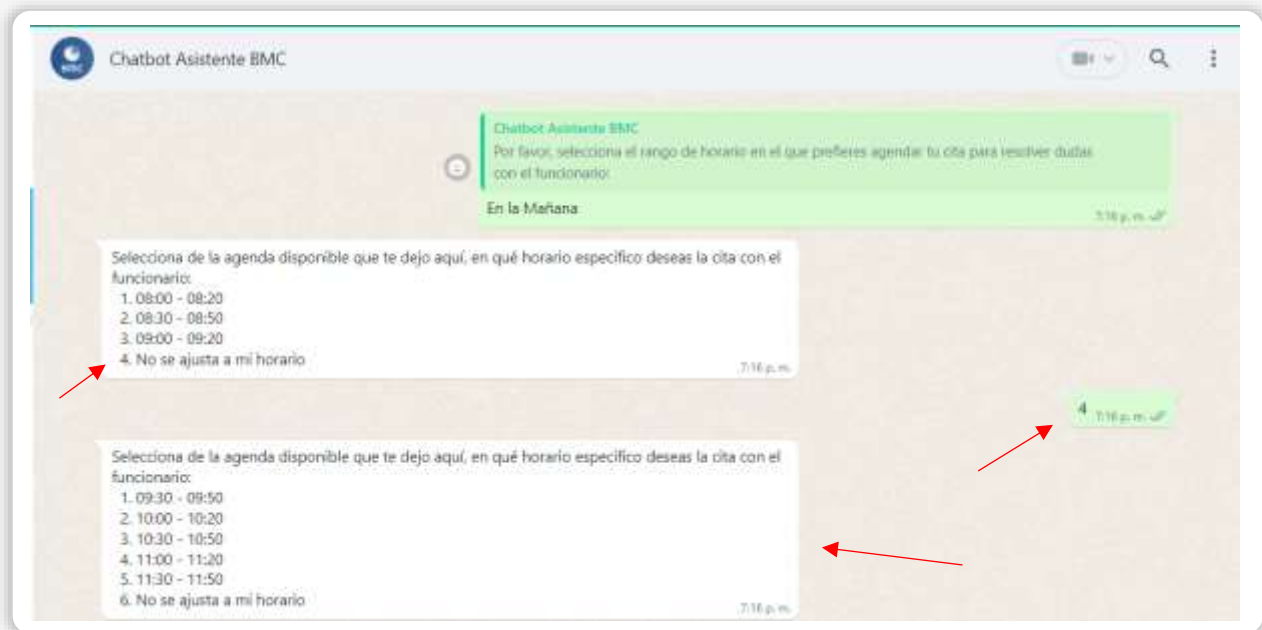 Chatbot Asistente BMC
Chatbot Asistente BMC
Por favor, selecciona el rango de horario en el que prefieres agendar tu cita para resolver dudas
con el funcionario:
En la Mañana
7:16 p. m.
Selecciona de la agenda disponible que te dejo aquí, en qué horario especifico deseas la cita con el
funcionario:
1. 08:00 - 08:20
2. 08:30 - 08:50
3. 09:00 - 09:20
4. No se ajusta a mi horario
7:16 p. m.
4
7:16 p. m.
Selecciona de la agenda disponible que te dejo aquí, en qué horario especifico deseas la cita con el
funcionario:
1. 09:30 - 09:50
2. 10:00 - 10:20
3. 10:30 - 10:50
4. 11:00 - 11:20
5. 11:30 - 11:50
6. No se ajusta a mi horario
7:16 p. m.